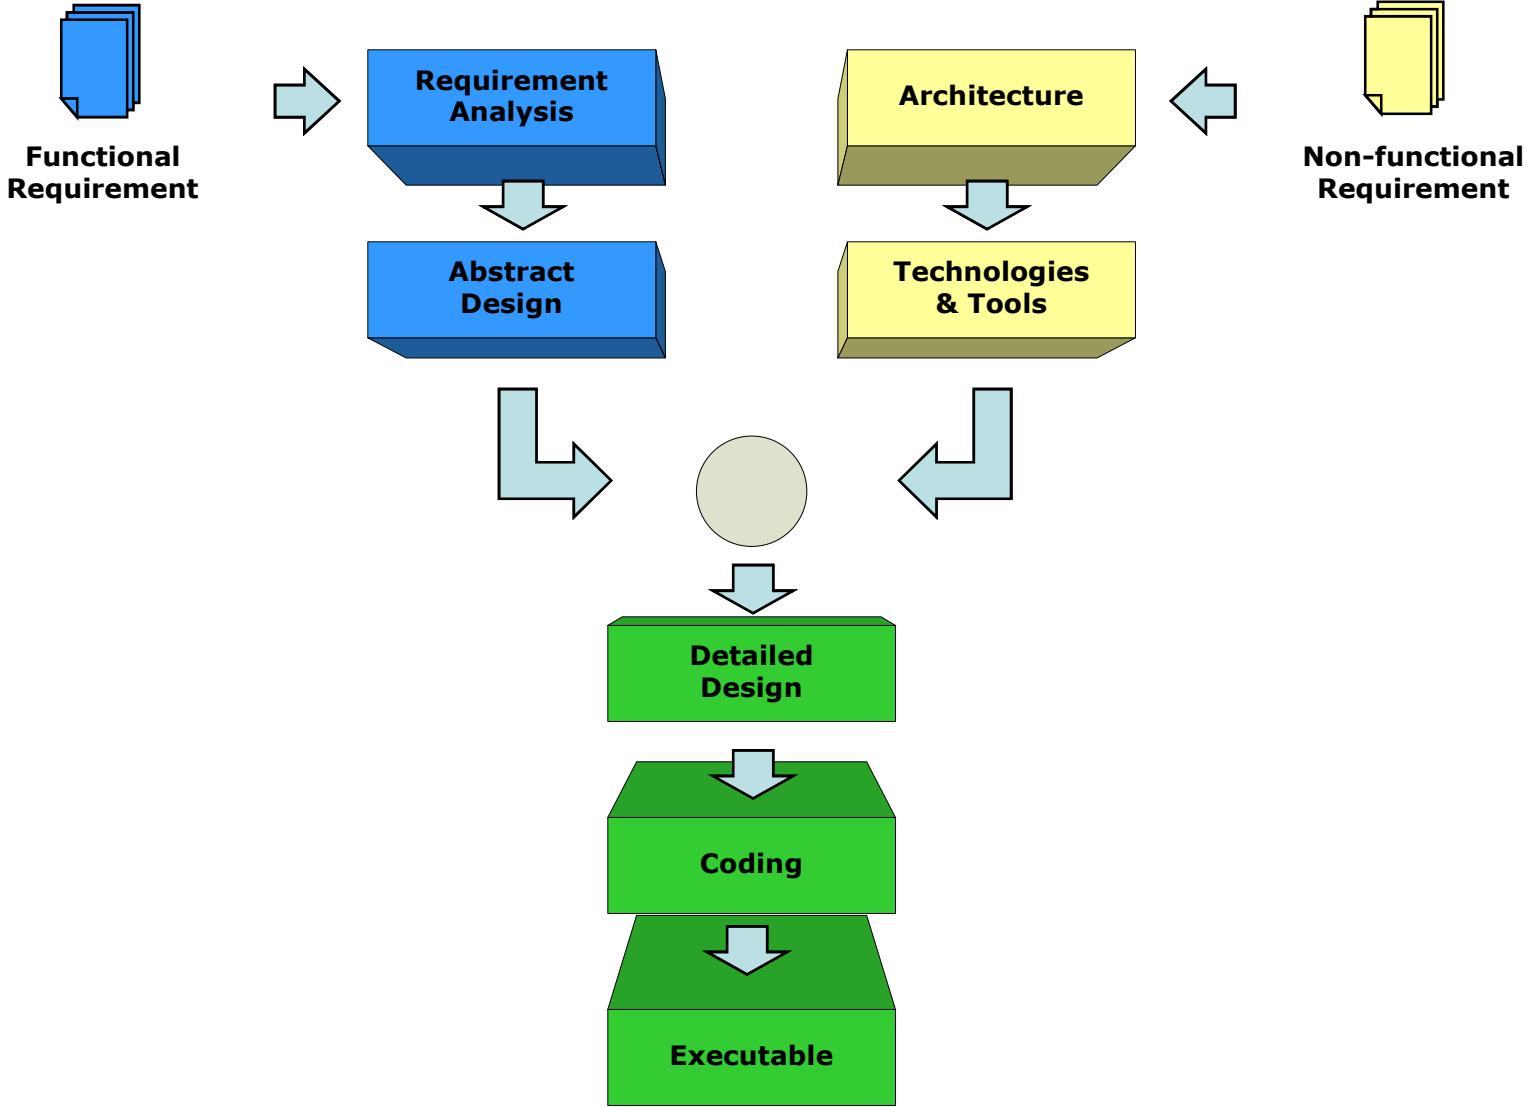 Requirement
Analysis
Architecture
Functional
Requirement
Non-functional
Requirement
Abstract
Design
Technologies
& Tools
Detailed
Design
Coding
Executable